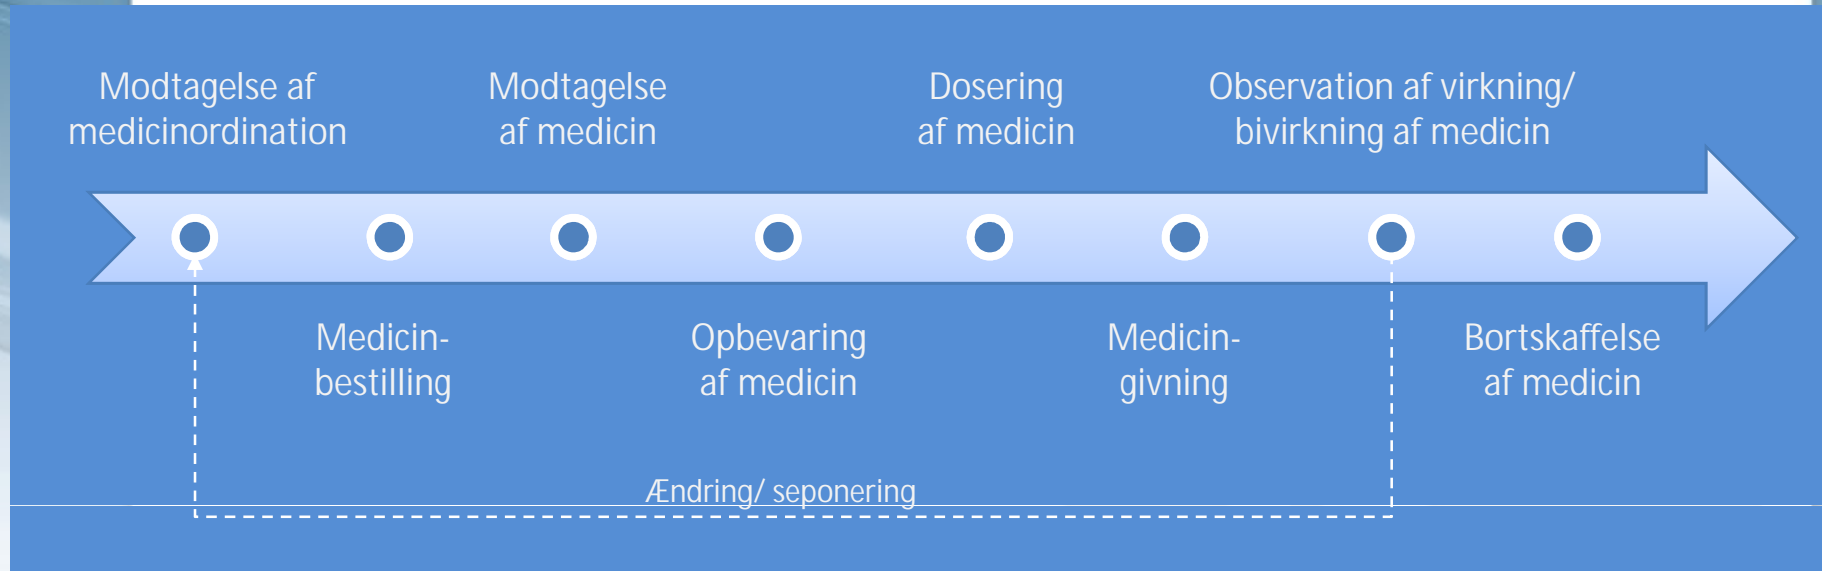 Modtagelse af
medicinordination
Modtagelse
af medicin
Dosering
af medicin
Observation af virkning/
bivirkning af medicin
Medicin-
bestilling
Opbevaring
af medicin
Medicin-
givning
Bortskaffelse
af medicin
Ændring/ seponering